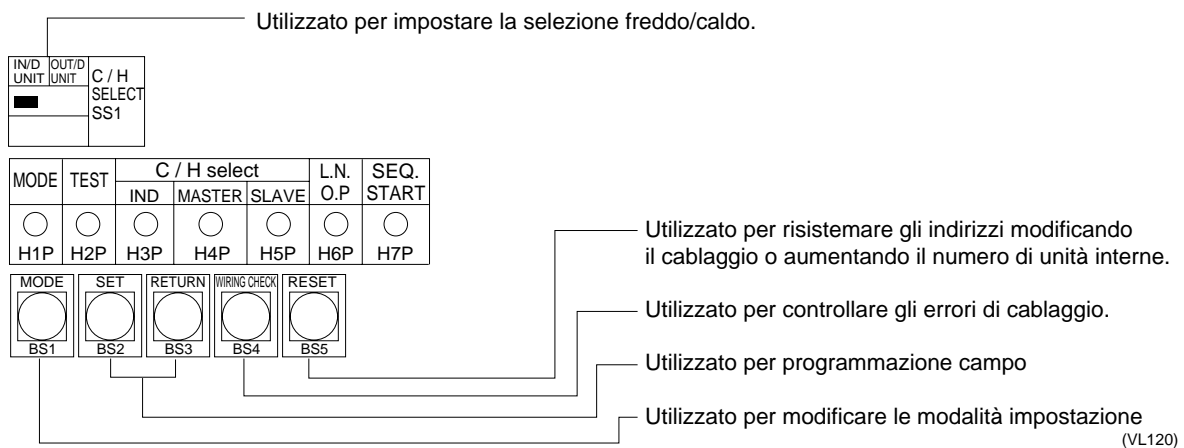 Utilizzato per impostare la selezione freddo/caldo.
IN/D UNIT
OUT/D UNIT
C / H SELECT SS1
MODE TEST C / H select L.N. O.P SEQ. START
IND MASTER SLAVE
H1P H2P H3P H4P H5P H6P H7P
MODE SET RETURN WIRING CHECK RESET
BS1 BS2 BS3 BS4 BS5
Utilizzato per risistemare gli indirizzi modificando
il cablaggio o aumentando il numero di unità interne.
Utilizzato per controllare gli errori di cablaggio.
Utilizzato per programmazione campo
Utilizzato per modificare le modalità impostazione
(VL120)